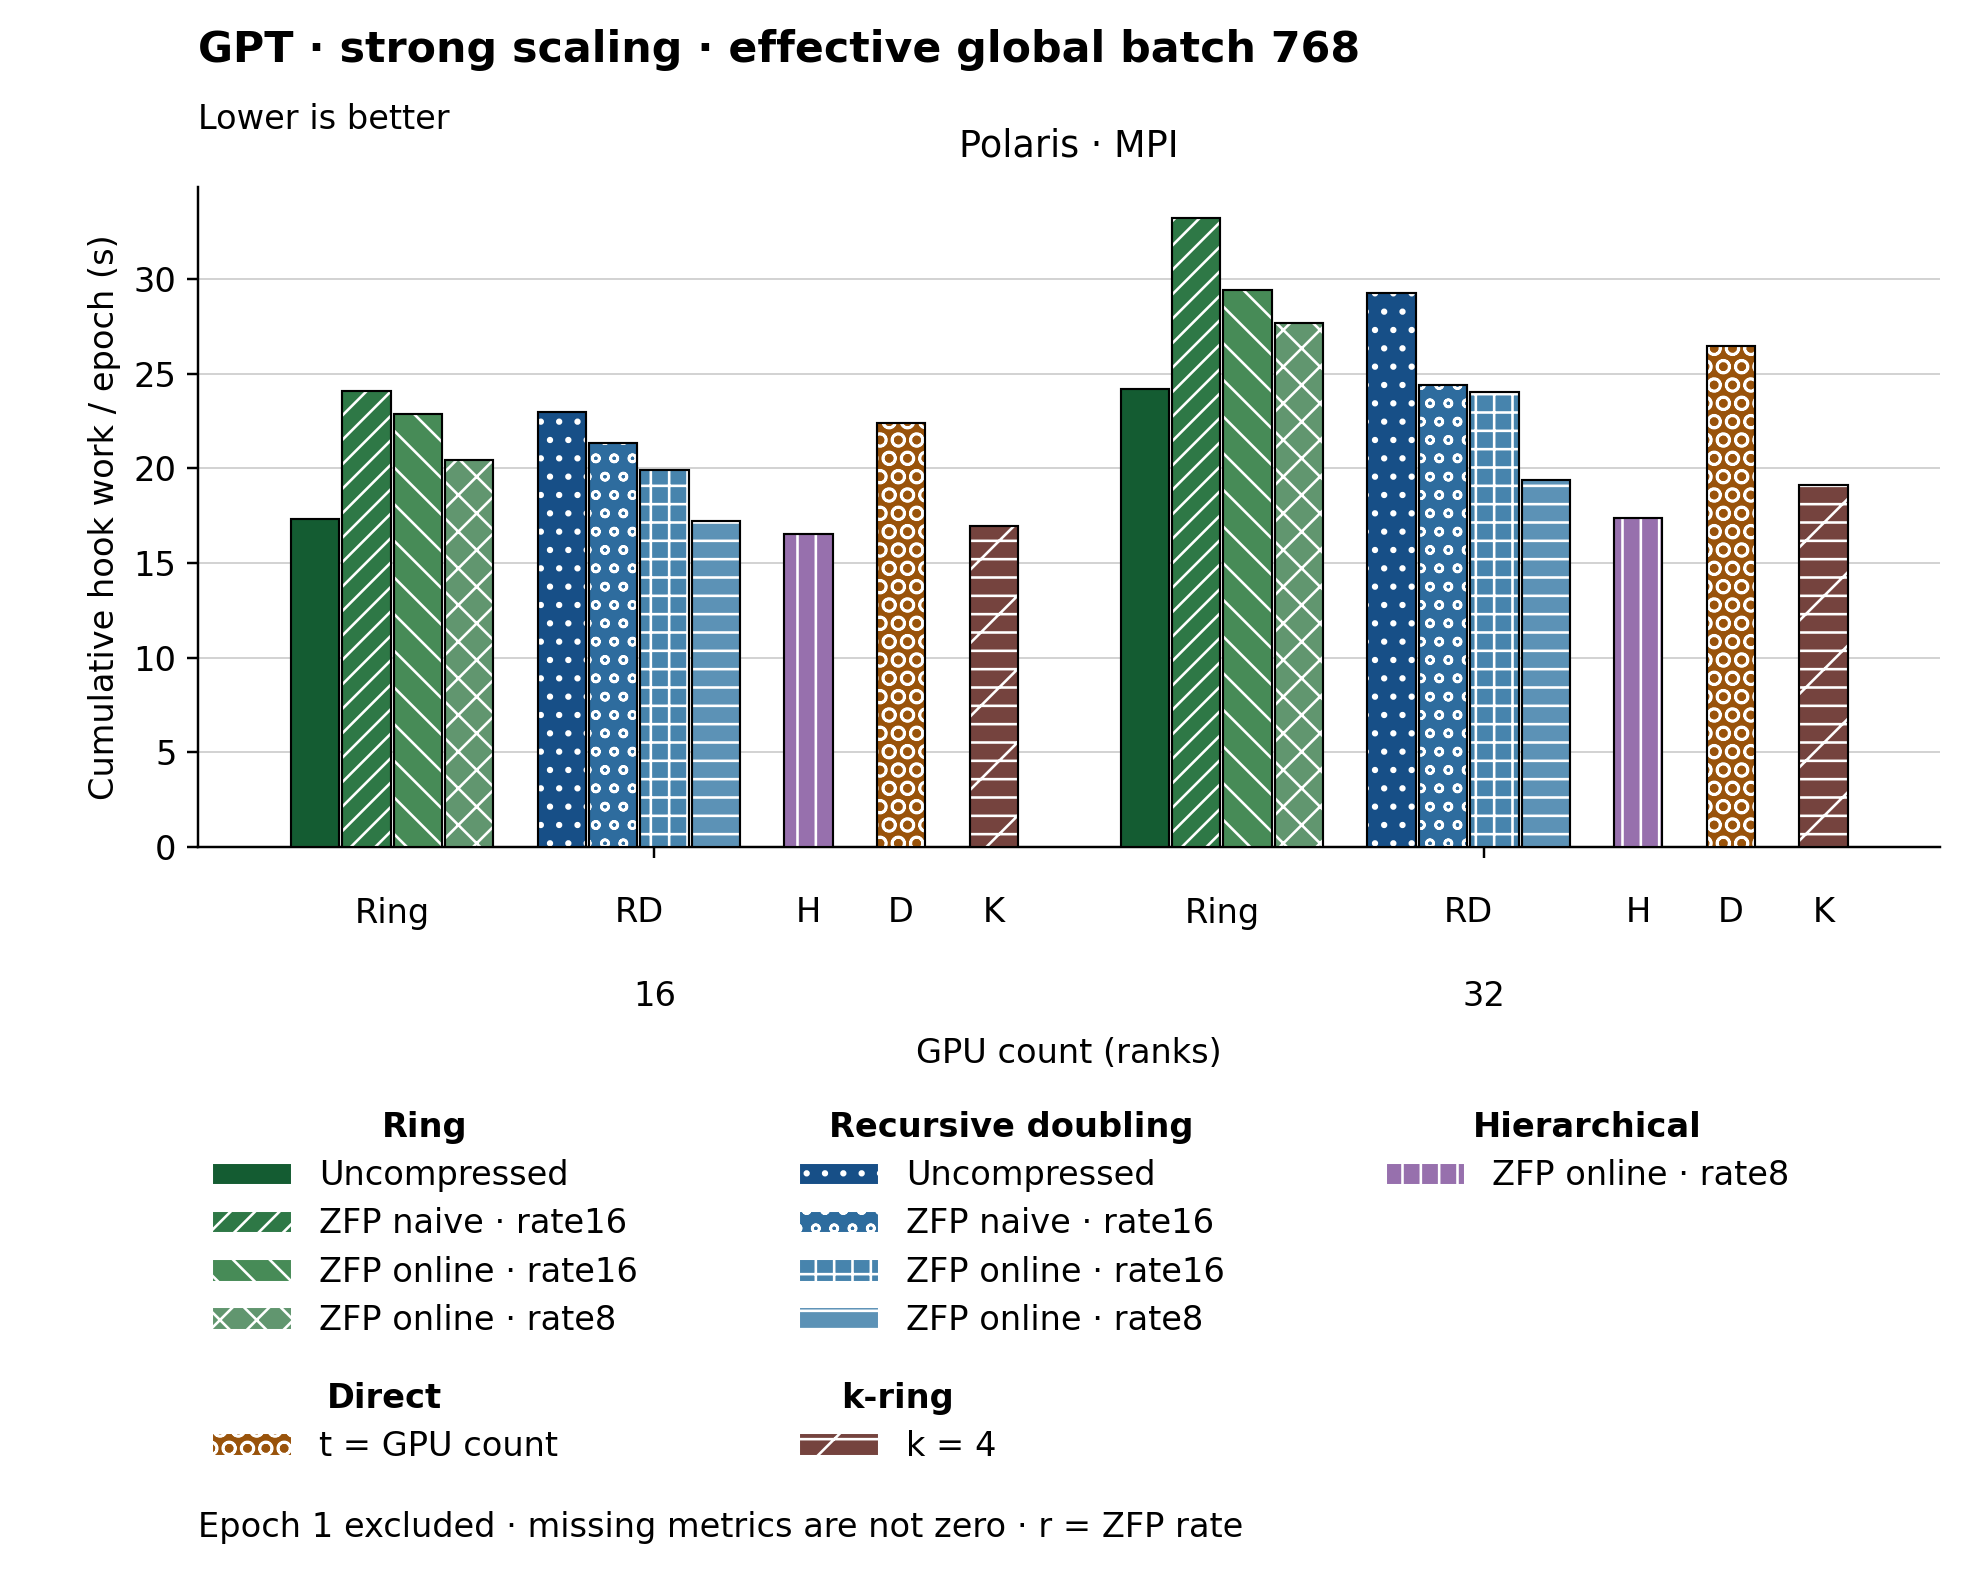 GPT · strong scaling · effective global batch 768
Lower is better
Polaris · MPI
Cumulative hook work / epoch (s)
30
25
20
15
10
5
0
Ring RD H D K Ring RD H D K
16 32
GPU count (ranks)
Ring Recursive doubling Hierarchical
Uncompressed Uncompressed ZFP online · rate8
ZFP naive · rate16 ZFP naive · rate16
ZFP online · rate16 ZFP online · rate16
ZFP online · rate8 ZFP online · rate8
Direct k-ring
t = GPU count k = 4
Epoch 1 excluded · missing metrics are not zero · r = ZFP rate